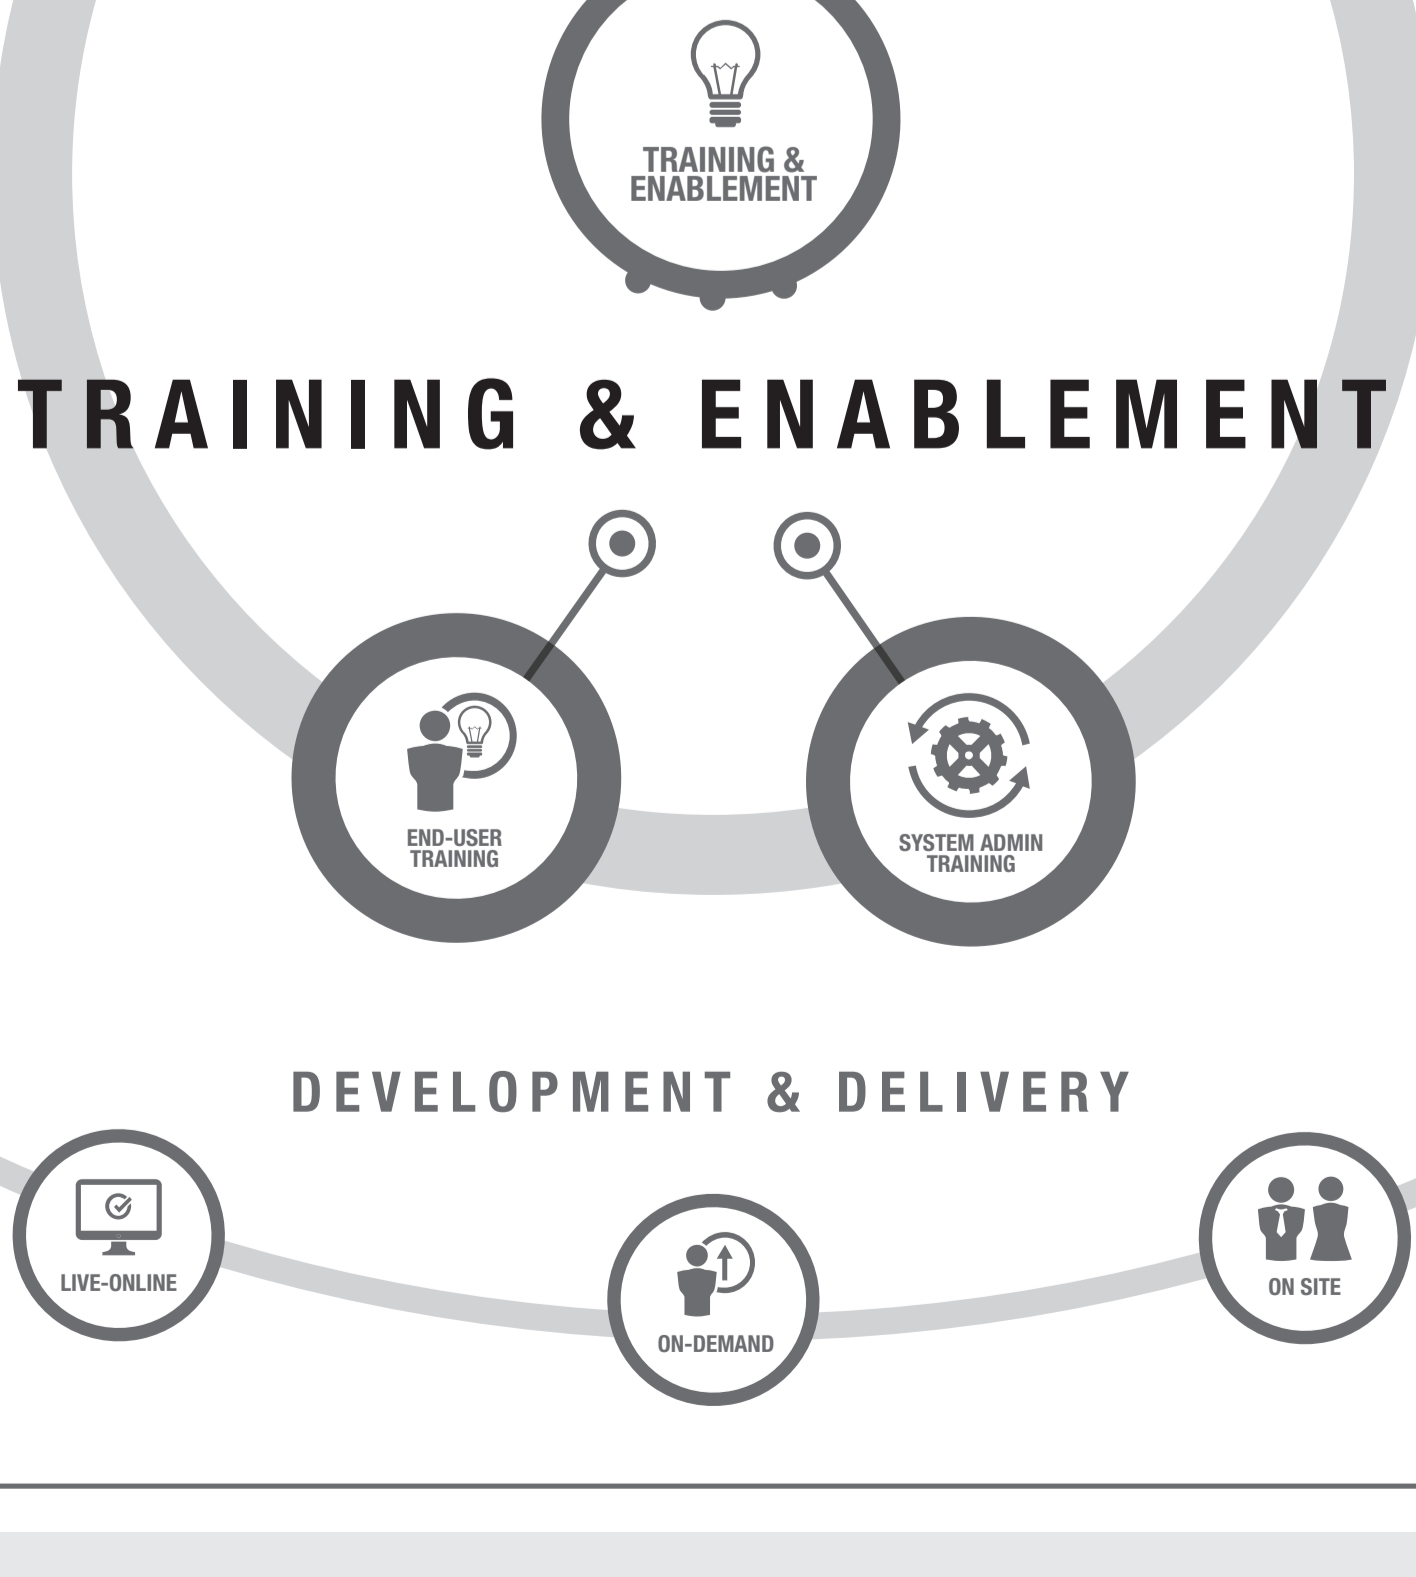 TRAINING &
ENABLEMENT
TRAINING & ENABLEMENT
END-USER
TRAINING
SYSTEM ADMIN
TRAINING
DEVELOPMENT & DELIVERY
LIVE-ONLINE
ON-DEMAND
ON SITE